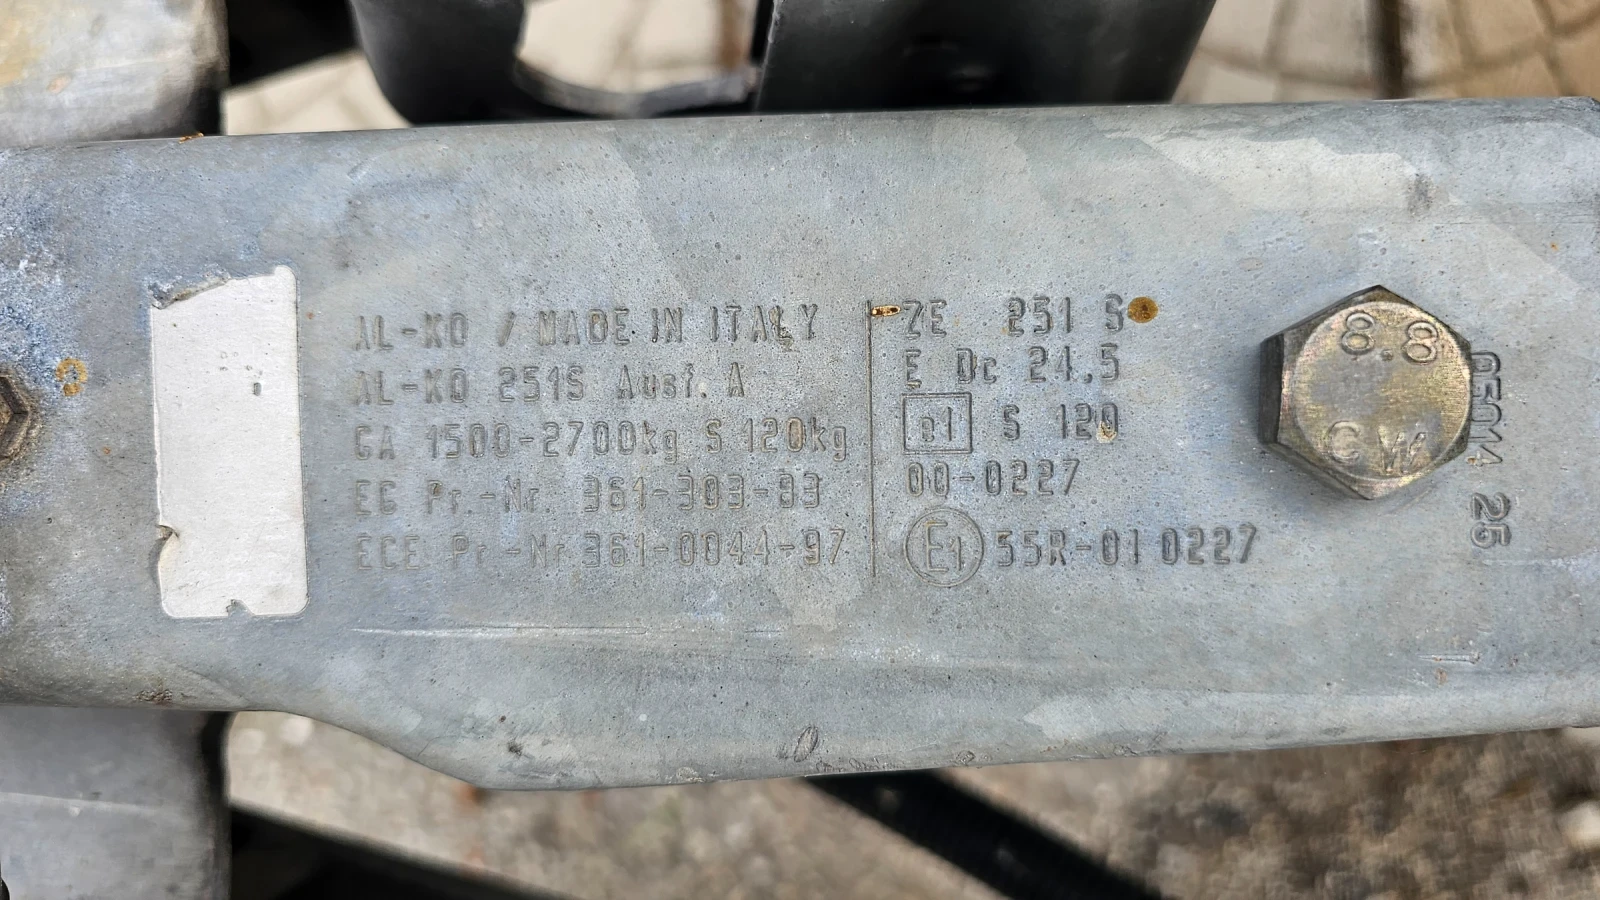 AL-KO / MADE IN ITALY
AL-KO 251S Ausf. A
GA 1500-2700kg S 120kg
EG Pr.-Nr. 361-303-93
ECE Pr.-Nr. 361-0044-97
ZE 251 S
E Dc 24.5
e1 S 120
00-0227
E1 55R-01 0227
8.8
CW
05014 25